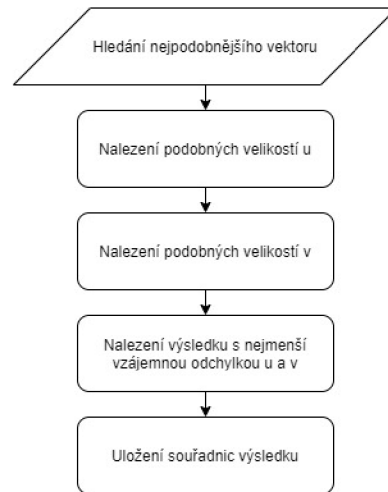 Hledání nejpodobnějšího vektoru
Nalezení podobných velikostí u
Nalezení podobných velikostí v
Nalezení výsledku s nejmenší
vzájemnou odchylkou u a v
Uložení souřadnic výsledku